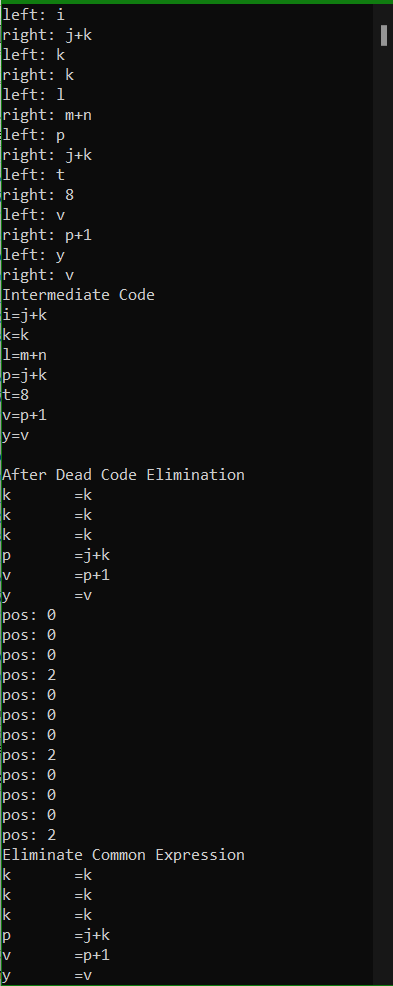 left: i
right: j+k
left: k
right: k
left: l
right: m+n
left: p
right: j+k
left: t
right: 8
left: v
right: p+1
left: y
right: v
Intermediate Code
i=j+k
k=k
l=m+n
p=j+k
t=8
v=p+1
y=v

After Dead Code Elimination
k       =k
k       =k
k       =k
p       =j+k
v       =p+1
y       =v
pos: 0
pos: 0
pos: 0
pos: 2
pos: 0
pos: 0
pos: 0
pos: 2
pos: 0
pos: 0
pos: 0
pos: 2
Eliminate Common Expression
k       =k
k       =k
k       =k
p       =j+k
v       =p+1
y       =v